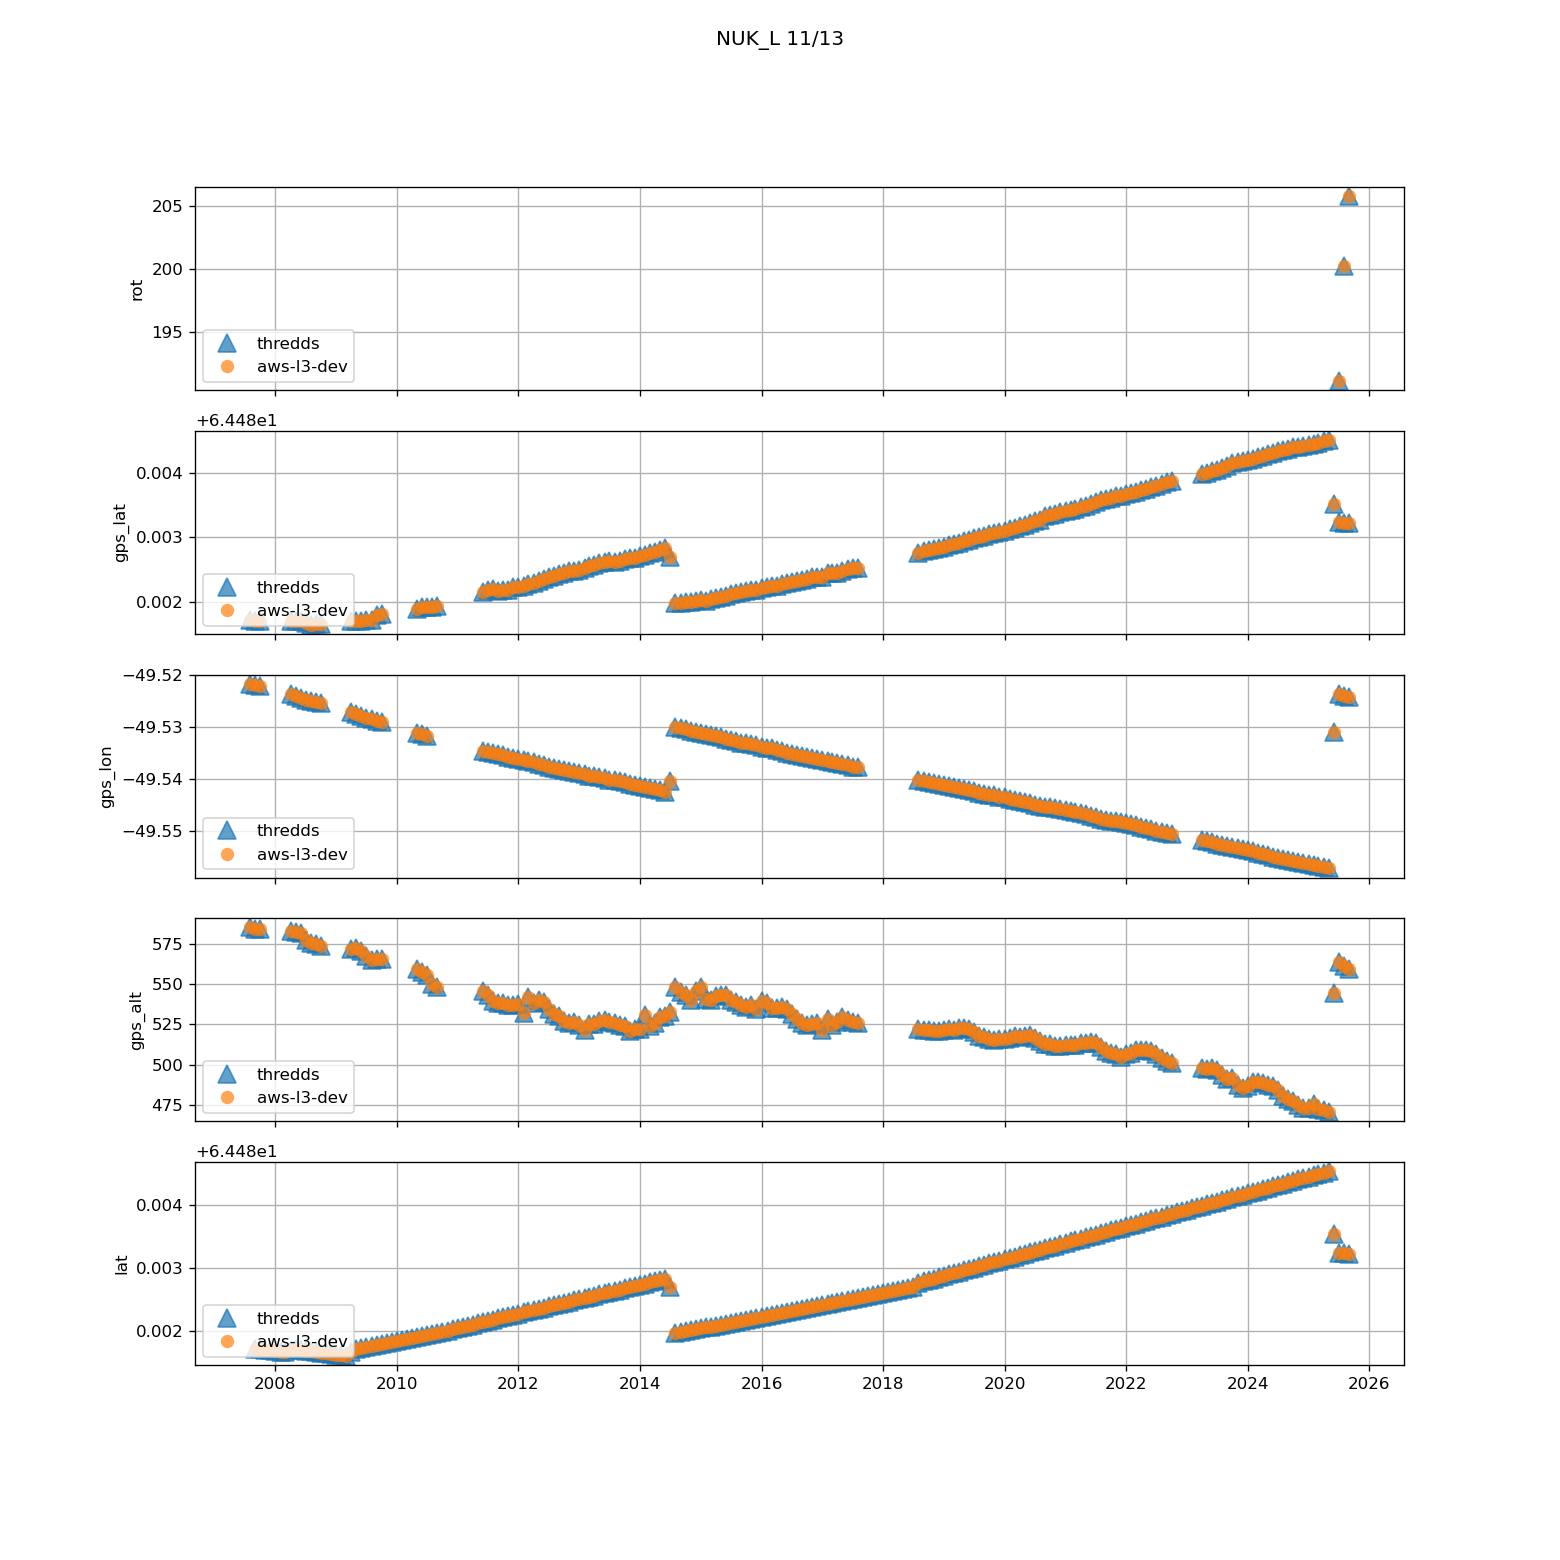 NUK_L 11/13
205
200
195
rot
thredds
aws-l3-dev
+6.448e1
0.004
0.003
0.002
gps_lat
thredds
aws-l3-dev
−49.52
−49.53
−49.54
−49.55
gps_lon
thredds
aws-l3-dev
575
550
525
500
475
gps_alt
thredds
aws-l3-dev
+6.448e1
0.004
0.003
0.002
lat
thredds
aws-l3-dev
2008 2010 2012 2014 2016 2018 2020 2022 2024 2026